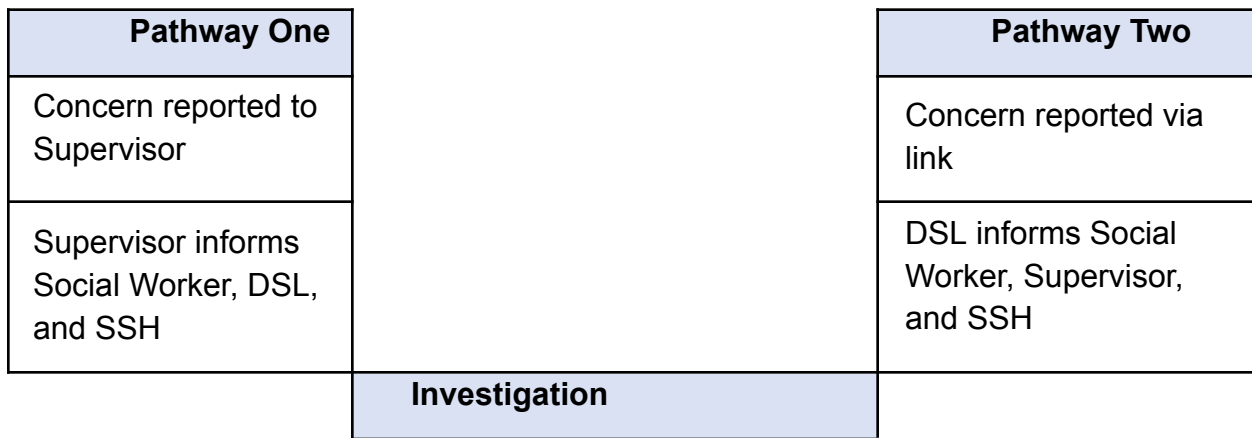 Pathway One
Concern reported to
Supervisor
Supervisor informs
Social Worker, DSL,
and SSH
Pathway Two
Concern reported via
link
DSL informs Social
Worker, Supervisor,
and SSH
Investigation